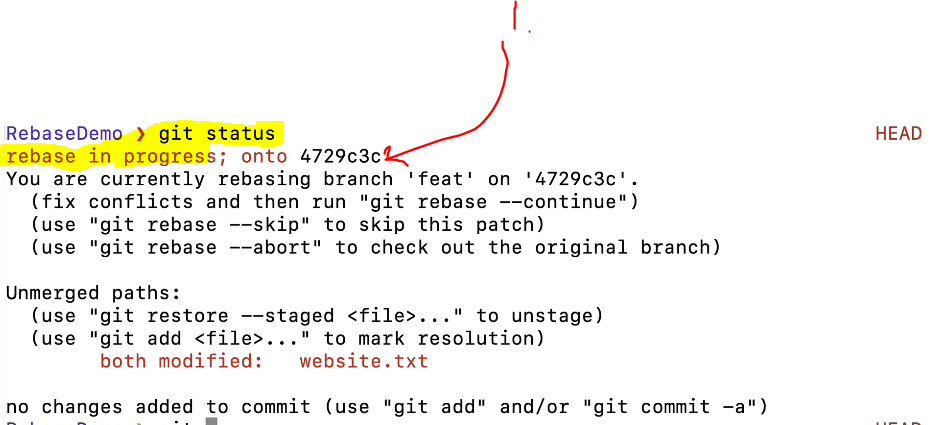 1.
RebaseDemo ❯ git status HEAD
rebase in progress; onto 4729c3c
You are currently rebasing branch 'feat' on '4729c3c'.
(fix conflicts and then run "git rebase --continue")
(use "git rebase --skip" to skip this patch)
(use "git rebase --abort" to check out the original branch)
Unmerged paths:
(use "git restore --staged <file>..." to unstage)
(use "git add <file>..." to mark resolution)
both modified: website.txt
no changes added to commit (use "git add" and/or "git commit -a")